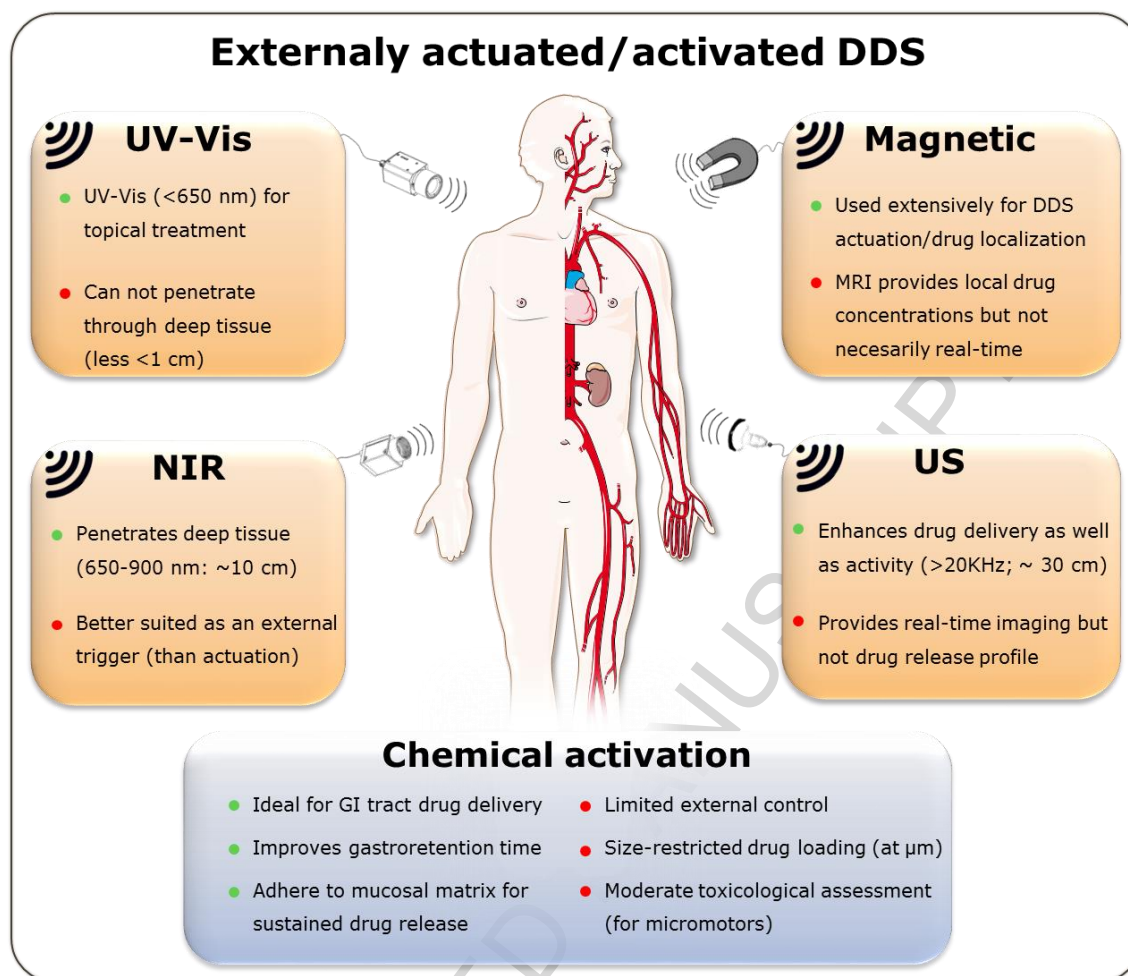 Externaly actuated/activated DDS
UV-Vis
UV-Vis (<650 nm) for
topical treatment
Can not penetrate
through deep tissue
(less <1 cm)
Magnetic
Used extensively for DDS
actuation/drug localization
MRI provides local drug
concentrations but not
necesarily real-time
NIR
Penetrates deep tissue
(650-900 nm: ~10 cm)
Better suited as an external
trigger (than actuation)
US
Enhances drug delivery as well
as activity (>20KHz; ~ 30 cm)
Provides real-time imaging but
not drug release profile
Chemical activation
Ideal for GI tract drug delivery
Improves gastroretention time
Adhere to mucosal matrix for
sustained drug release
Limited external control
Size-restricted drug loading (at μm)
Moderate toxicological assessment
(for micromotors)